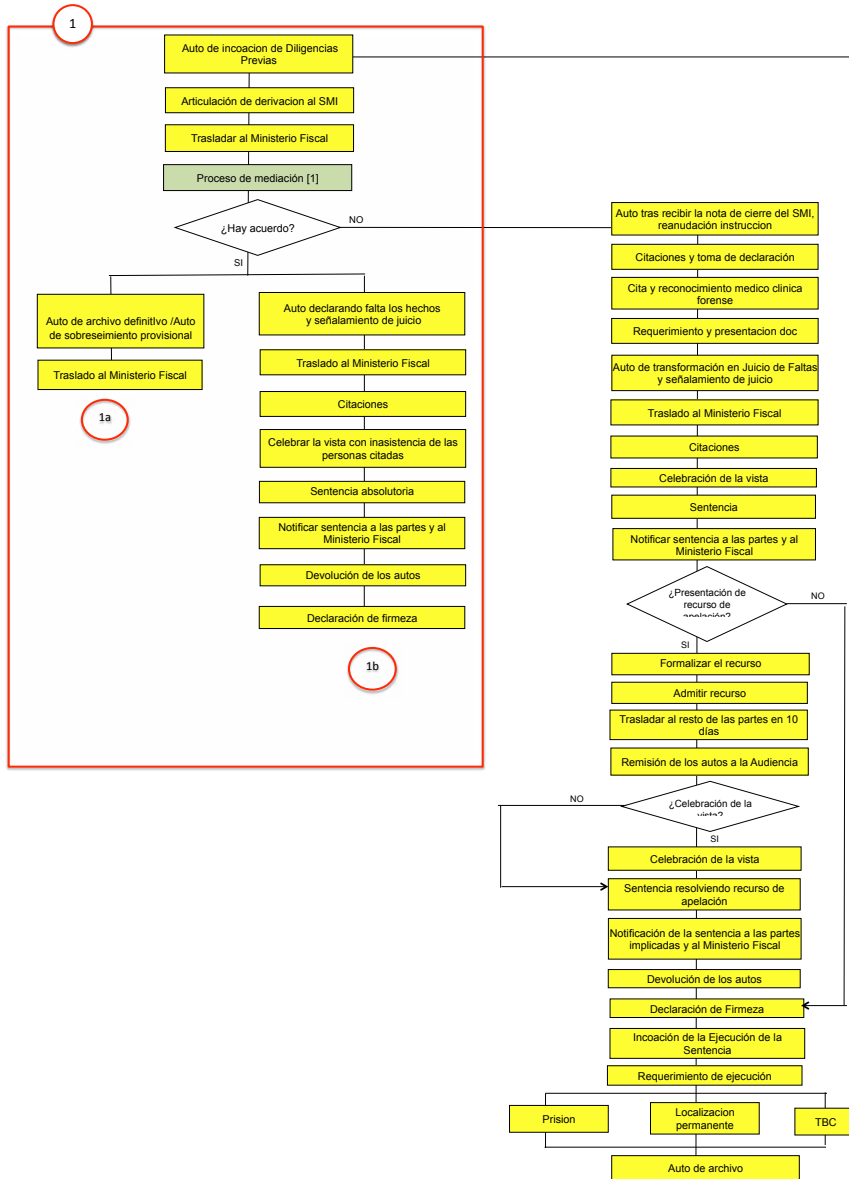 1
Auto de incoacion de Diligencias
Previas
Articulación de derivacion al SMI
Trasladar al Ministerio Fiscal
Proceso de mediación [1]
¿Hay acuerdo?
NO
SI
Auto de archivo definitIvo /Auto
de sobreseimiento provisional
Traslado al Ministerio Fiscal
1a
Auto declarando falta los hechos
y señalamiento de juicio
Traslado al Ministerio Fiscal
Citaciones
Celebrar la vista con inasistencia de las
personas citadas
Sentencia absolutoria
Notificar sentencia a las partes y al
Ministerio Fiscal
Devolución de los autos
Declaración de firmeza
1b
Auto tras recibir la nota de cierre del SMI,
reanudación instruccion
Citaciones y toma de declaración
Cita y reconocimiento medico clinica
forense
Requerimiento y presentacion doc
Auto de transformación en Juicio de Faltas
y señalamiento de juicio
Traslado al Ministerio Fiscal
Citaciones
Celebración de la vista
Sentencia
Notificar sentencia a las partes y al
Ministerio Fiscal
¿Presentación de
recurso de
apelación?
NO
SI
Formalizar el recurso
Admitir recurso
Trasladar al resto de las partes en 10
días
Remisión de los autos a la Audiencia
¿Celebración de la
vista?
NO
SI
Celebración de la vista
Sentencia resolviendo recurso de
apelación
Notificación de la sentencia a las partes
implicadas y al Ministerio Fiscal
Devolución de los autos
Declaración de Firmeza
Incoación de la Ejecución de la
Sentencia
Requerimiento de ejecución
Prision
Localizacion
permanente
TBC
Auto de archivo